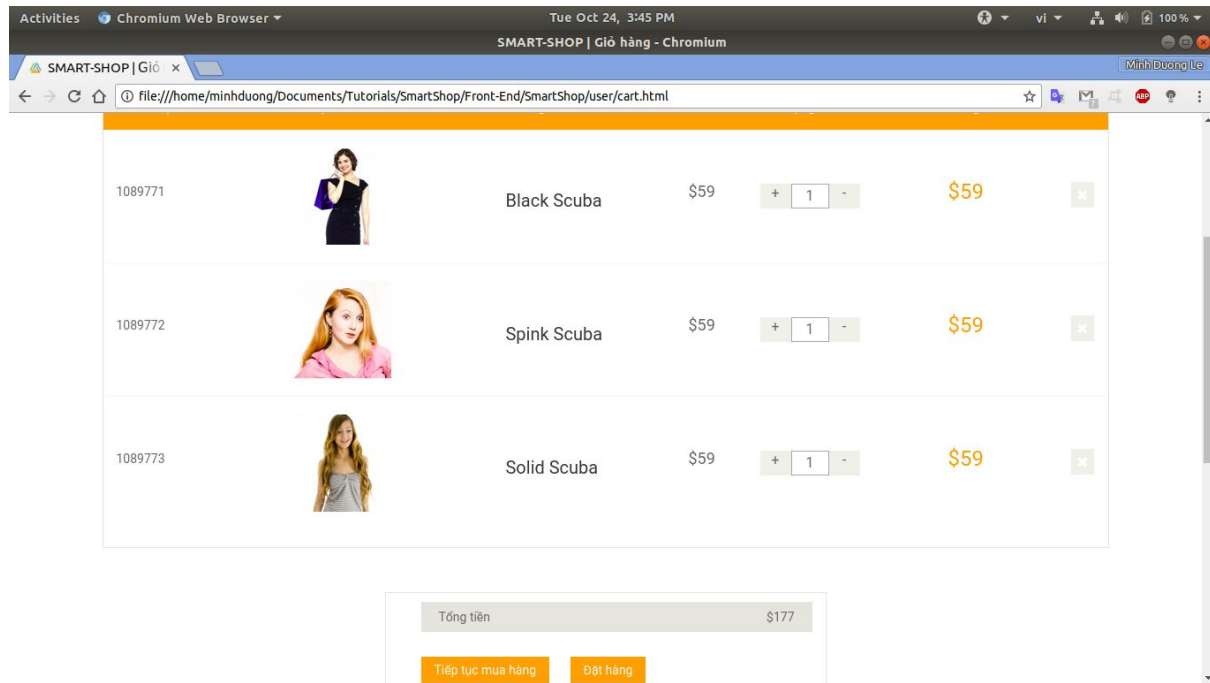 Activities Chromium Web Browser Tue Oct 24, 3:45 PM vi 100 %
SMART-SHOP | Giỏ hàng - Chromium
SMART-SHOP | Giỏ × Minh Duong Le
file:///home/minhduong/Documents/Tutorials/SmartShop/Front-End/SmartShop/user/cart.html ABP
1089771 Black Scuba $59 + 1 - $59 ×
1089772 Spink Scuba $59 + 1 - $59 ×
1089773 Solid Scuba $59 + 1 - $59 ×
Tổng tiền $177
Tiếp tục mua hàng Đặt hàng